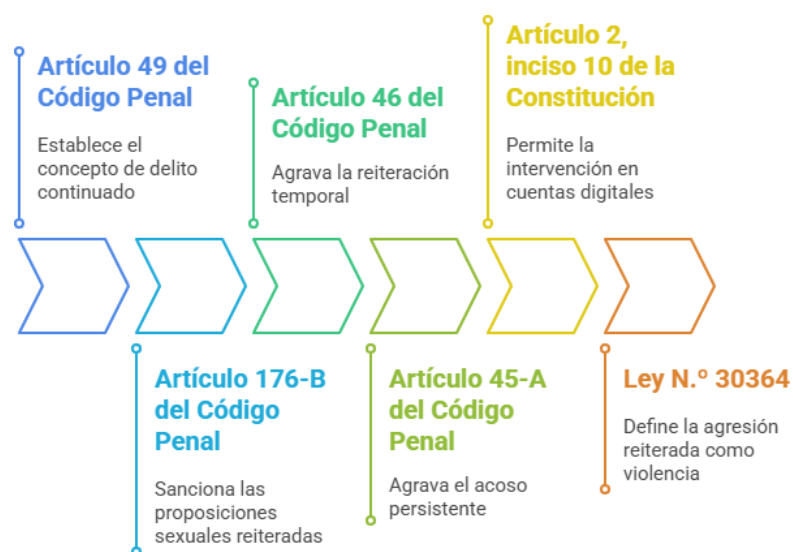 Artículo 49 del
Código Penal
Establece el
concepto de delito
continuado
Artículo 176-B
del Código
Penal
Sanciona las
proposiciones
sexuales reiteradas
Artículo 46 del
Código Penal
Agrava la reiteración
temporal
Artículo 45-A
del Código
Penal
Agrava el acoso
persistente
Artículo 2,
inciso 10 de la
Constitución
Permite la
intervención en
cuentas digitales
Ley N.º 30364
Define la agresión
reiterada como
violencia